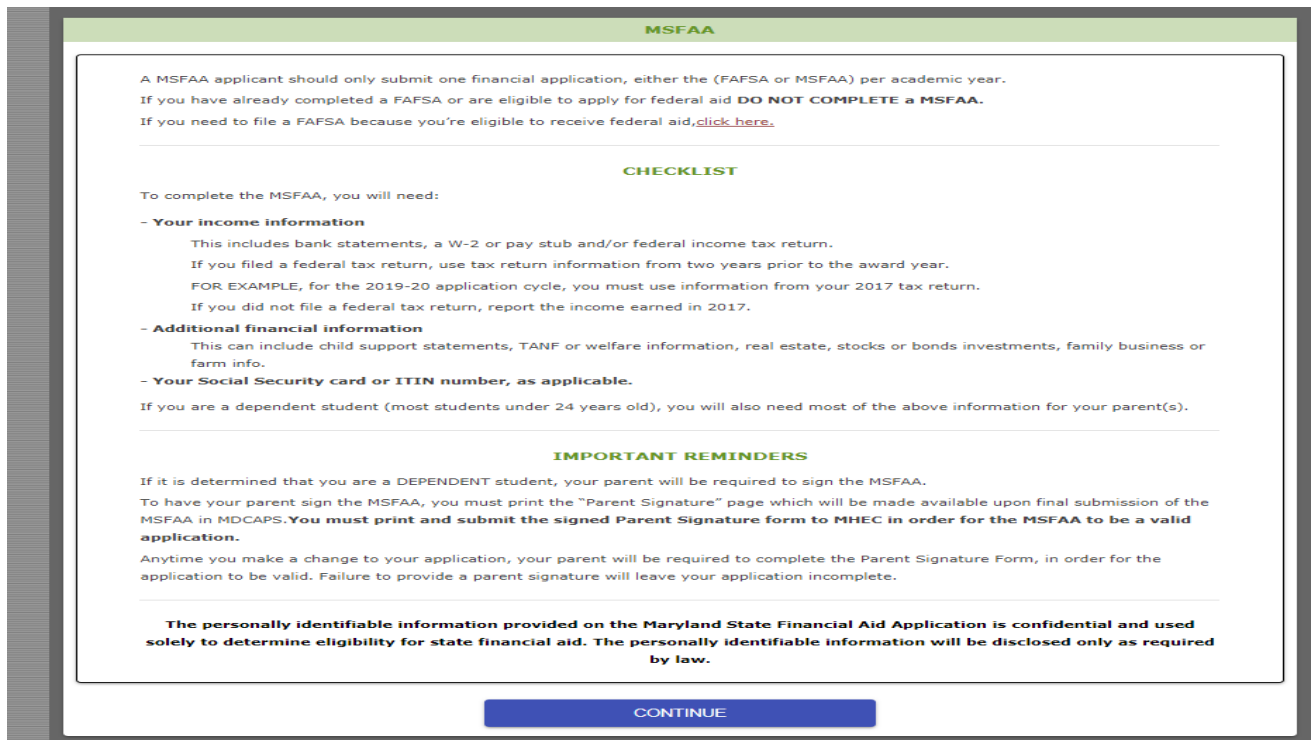 MSFAA
A MSFAA applicant should only submit one financial application, either the (FAFSA or MSFAA) per academic year.
If you have already completed a FAFSA or are eligible to apply for federal aid DO NOT COMPLETE a MSFAA.
If you need to file a FAFSA because you’re eligible to receive federal aid,click here.
CHECKLIST
To complete the MSFAA, you will need:
- Your income information
This includes bank statements, a W-2 or pay stub and/or federal income tax return.
If you filed a federal tax return, use tax return information from two years prior to the award year.
FOR EXAMPLE, for the 2019-20 application cycle, you must use information from your 2017 tax return.
If you did not file a federal tax return, report the income earned in 2017.
- Additional financial information
This can include child support statements, TANF or welfare information, real estate, stocks or bonds investments, family business or
farm info.
- Your Social Security card or ITIN number, as applicable.
If you are a dependent student (most students under 24 years old), you will also need most of the above information for your parent(s).
IMPORTANT REMINDERS
If it is determined that you are a DEPENDENT student, your parent will be required to sign the MSFAA.
To have your parent sign the MSFAA, you must print the “Parent Signature” page which will be made available upon final submission of the
MSFAA in MDCAPS.You must print and submit the signed Parent Signature form to MHEC in order for the MSFAA to be a valid
application.
Anytime you make a change to your application, your parent will be required to complete the Parent Signature Form, in order for the
application to be valid. Failure to provide a parent signature will leave your application incomplete.
The personally identifiable information provided on the Maryland State Financial Aid Application is confidential and used
solely to determine eligibility for state financial aid. The personally identifiable information will be disclosed only as required
by law.
CONTINUE